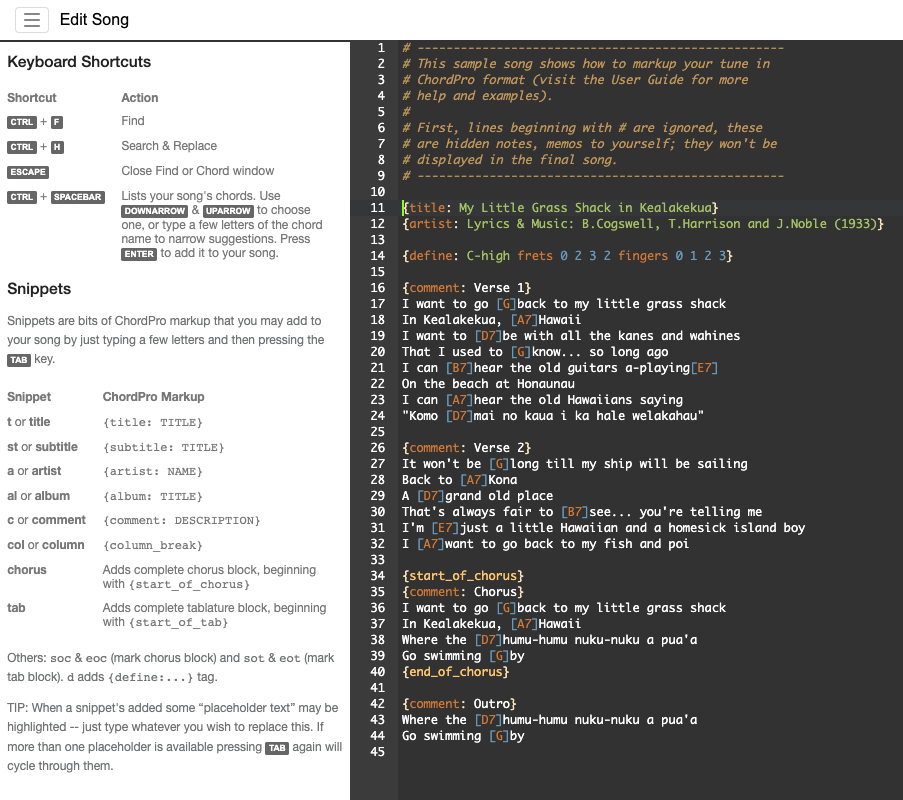 Edit Song
Keyboard Shortcuts
Shortcut Action
CTRL + F Find
CTRL + H Search & Replace
ESCAPE Close Find or Chord window
CTRL + SPACEBAR Lists your song's chords. Use
DOWNARROW & UPARROW to choose
one, or type a few letters of the chord
name to narrow suggestions. Press
ENTER to add it to your song.
Snippets
Snippets are bits of ChordPro markup that you may add to
your song by just typing a few letters and then pressing the
TAB key.
Snippet ChordPro Markup
t or title {title: TITLE}
st or subtitle {subtitle: TITLE}
a or artist {artist: NAME}
al or album {album: TITLE}
c or comment {comment: DESCRIPTION}
col or column {column_break}
chorus Adds complete chorus block, beginning
with {start_of_chorus}
tab Adds complete tablature block, beginning
with {start_of_tab}
Others: soc & eoc (mark chorus block) and sot & eot (mark
tab block). d adds {define:...} tag.
TIP: When a snippet's added some “placeholder text” may be
highlighted -- just type whatever you wish to replace this. If
more than one placeholder is available pressing TAB again will
cycle through them.
1 # ---------------------------------------------------
2 # This sample song shows how to markup your tune in
3 # ChordPro format (visit the User Guide for more
4 # help and examples).
5 #
6 # First, lines beginning with # are ignored, these
7 # are hidden notes, memos to yourself; they won't be
8 # displayed in the final song.
9 # ---------------------------------------------------
10
11 {title: My Little Grass Shack in Kealakekua}
12 {artist: Lyrics & Music: B.Cogswell, T.Harrison and J.Noble (1933)}
13
14 {define: C-high frets 0 2 3 2 fingers 0 1 2 3}
15
16 {comment: Verse 1}
17 I want to go [G]back to my little grass shack
18 In Kealakekua, [A7]Hawaii
19 I want to [D7]be with all the kanes and wahines
20 That I used to [G]know... so long ago
21 I can [B7]hear the old guitars a-playing[E7]
22 On the beach at Honaunau
23 I can [A7]hear the old Hawaiians saying
24 "Komo [D7]mai no kaua i ka hale welakahau"
25
26 {comment: Verse 2}
27 It won't be [G]long till my ship will be sailing
28 Back to [A7]Kona
29 A [D7]grand old place
30 That's always fair to [B7]see... you're telling me
31 I'm [E7]just a little Hawaiian and a homesick island boy
32 I [A7]want to go back to my fish and poi
33
34 {start_of_chorus}
35 {comment: Chorus}
36 I want to go [G]back to my little grass shack
37 In Kealakekua, [A7]Hawaii
38 Where the [D7]humu-humu nuku-nuku a pua'a
39 Go swimming [G]by
40 {end_of_chorus}
41
42 {comment: Outro}
43 Where the [D7]humu-humu nuku-nuku a pua'a
44 Go swimming [G]by
45